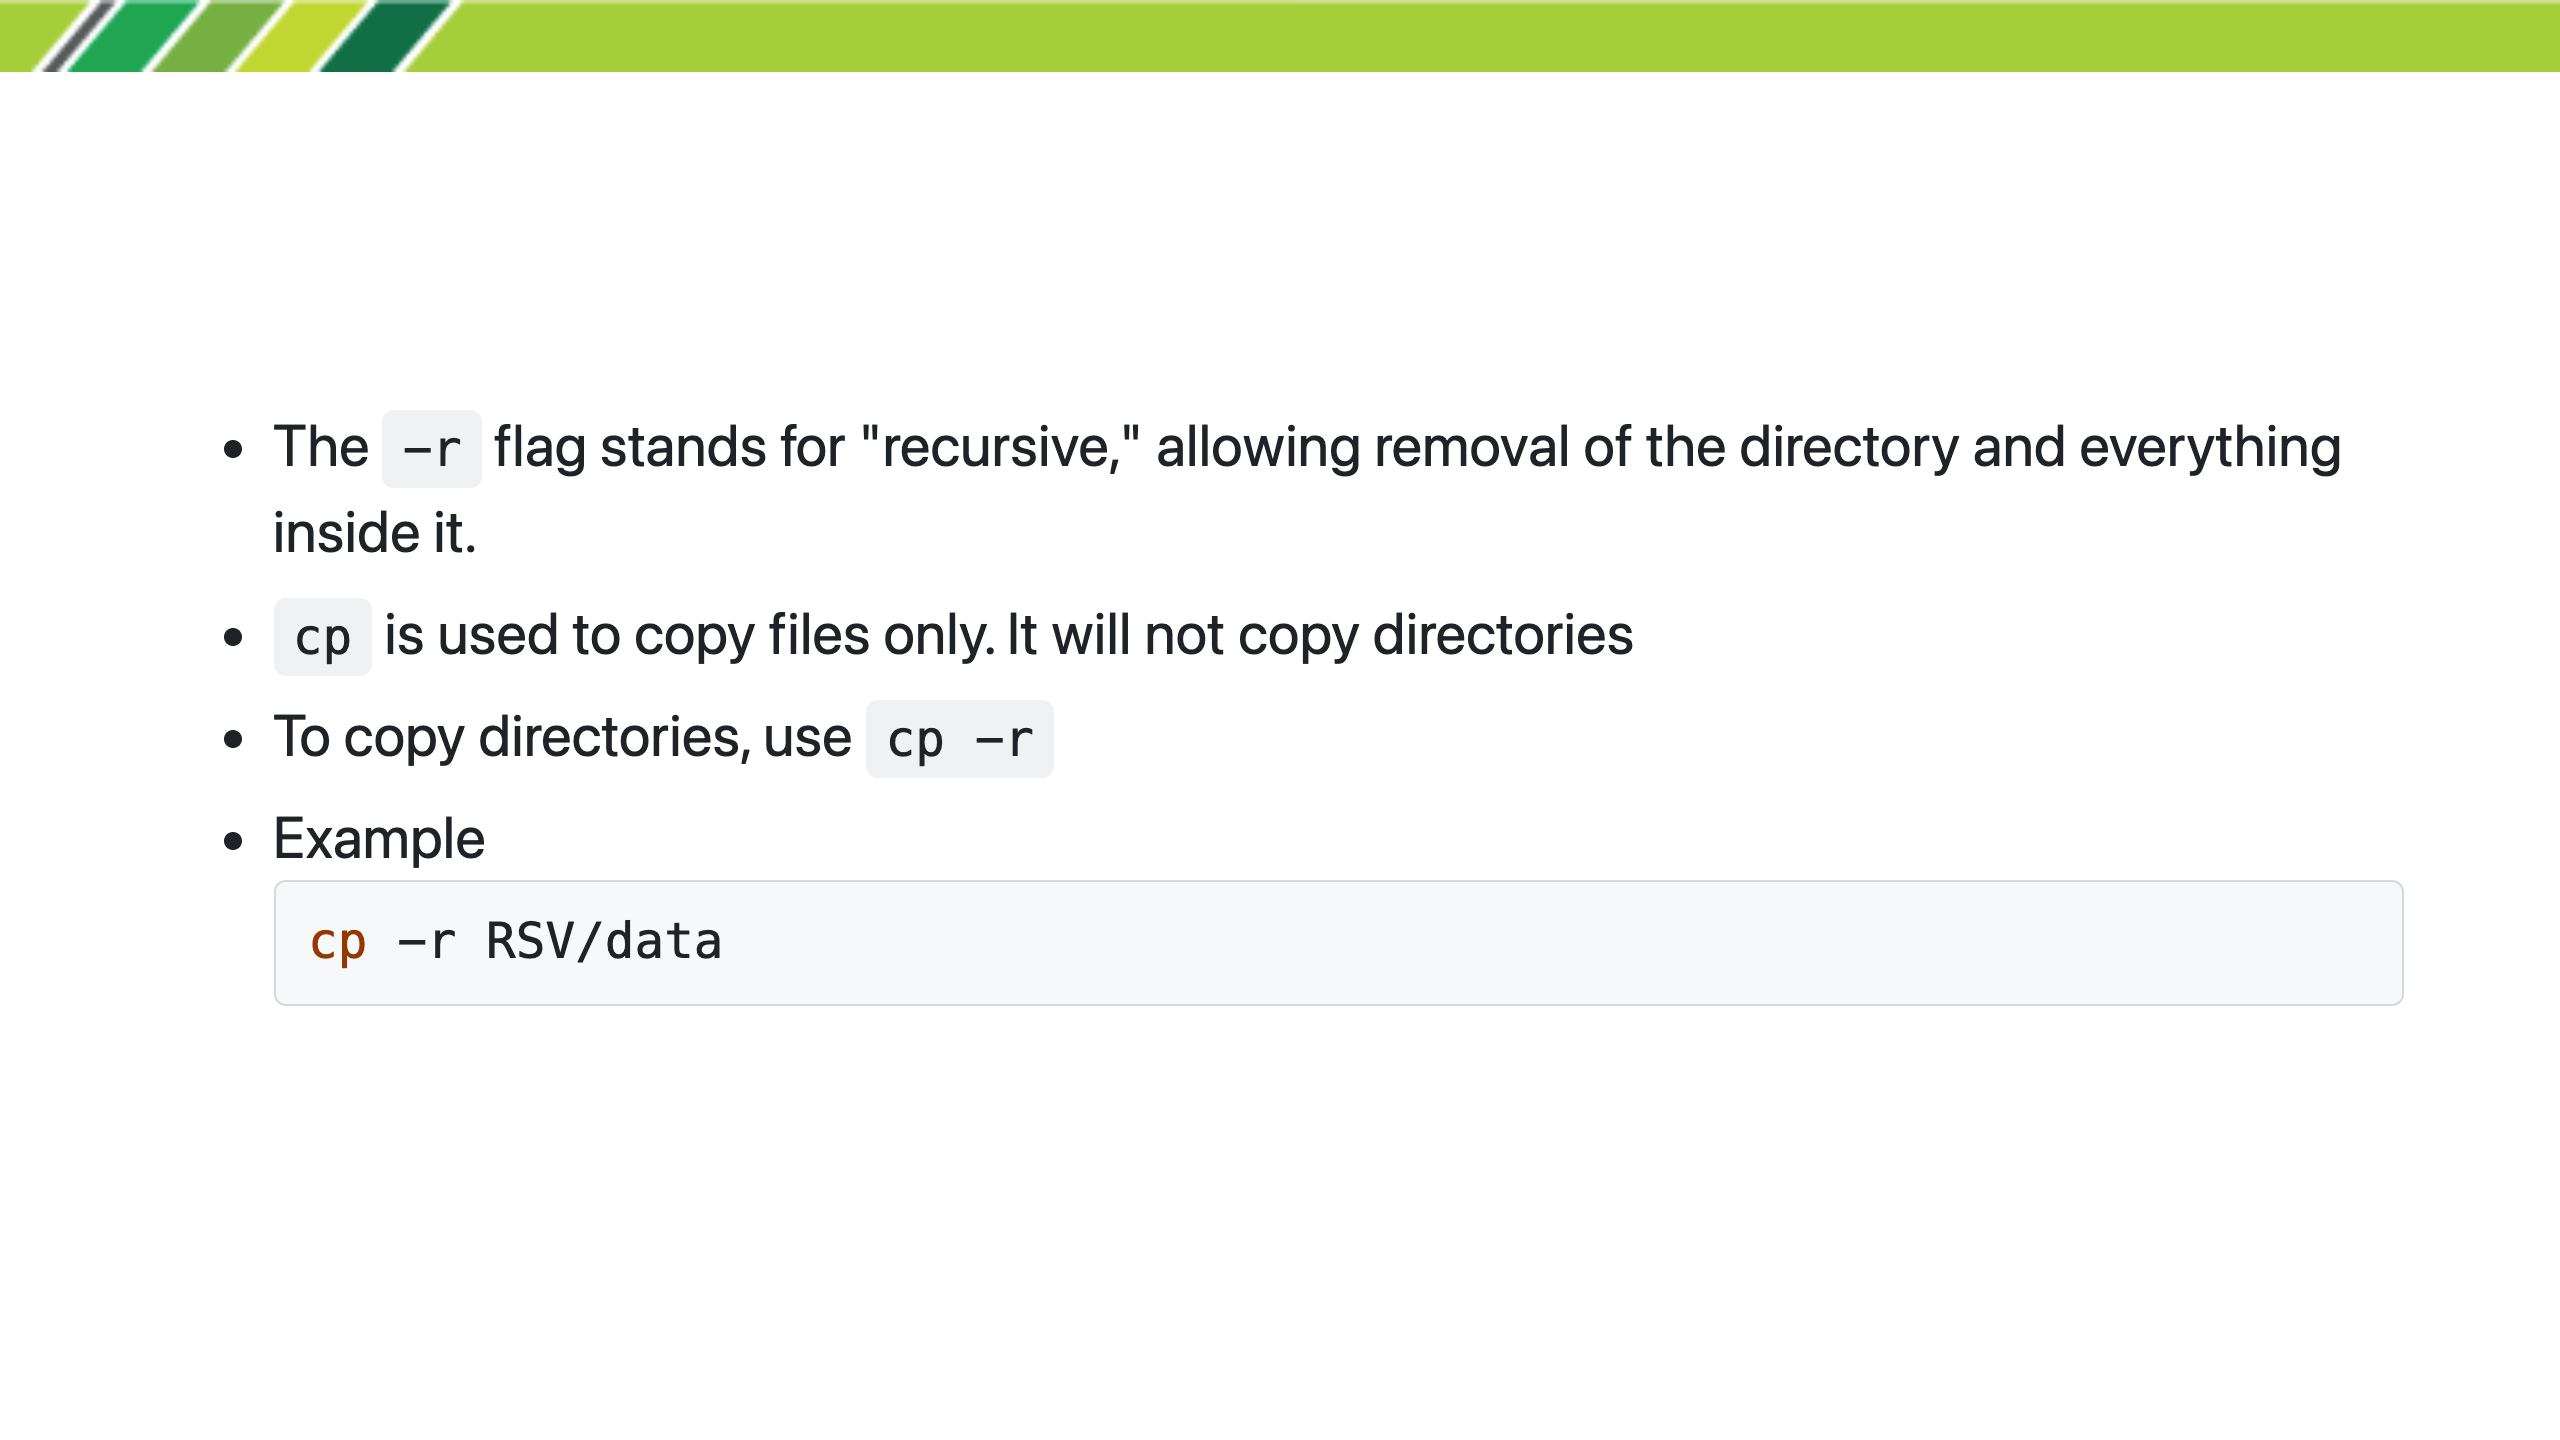 The -r flag stands for "recursive," allowing removal of the directory and everything
inside it.
cp is used to copy files only. It will not copy directories
To copy directories, use cp -r
Example
cp -r RSV/data